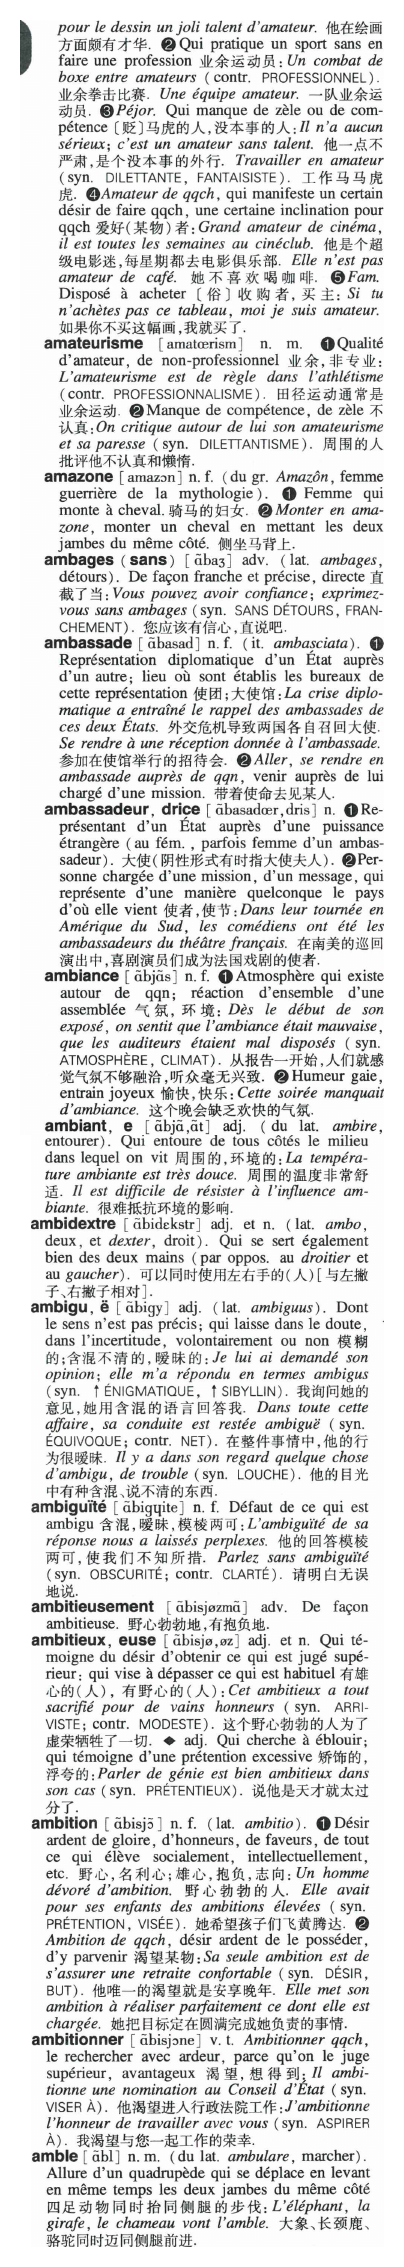 pour le dessin un joli talent d'amateur. 他在绘画
方面颇有才华. ❷ Qui pratique un sport sans en
faire une profession 业余运动员: Un combat de
boxe entre amateurs (contr. PROFESSIONNEL).
业余拳击比赛. Une équipe amateur. 一队业余运
动员. ❸ Péjor. Qui manque de zèle ou de com-
pétence [贬]马虎的人,没本事的人: Il n'a aucun
sérieux; c'est un amateur sans talent. 他一点不
严肃,是个没本事的外行. Travailler en amateur
(syn. DILETTANTE, FANTAISISTE). 工作马马虎
虎. ❹ Amateur de qqch, qui manifeste un certain
désir de faire qqch, une certaine inclination pour
qqch 爱好(某物)者: Grand amateur de cinéma,
il est toutes les semaines au cinéclub. 他是个超
级电影迷,每星期都去电影俱乐部. Elle n'est pas
amateur de café. 她不喜欢喝咖啡. ❺ Fam.
Disposé à acheter [俗]收购者,买主: Si tu
n'achètes pas ce tableau, moi je suis amateur.
如果你不买这幅画,我就买了.
amateurisme [amatœrism] n. m. ❶ Qualité
d'amateur, de non-professionnel 业余,非专业:
L'amateurisme est de règle dans l'athlétisme
(contr. PROFESSIONNALISME). 田径运动通常是
业余运动. ❷ Manque de compétence, de zèle 不
认真: On critique autour de lui son amateurisme
et sa paresse (syn. DILETTANTISME). 周围的人
批评他不认真和懒惰.
amazone [amazɔn] n. f. (du gr. Amazôn, femme
guerrière de la mythologie). ❶ Femme qui
monte à cheval. 骑马的妇女. ❷ Monter en ama-
zone, monter un cheval en mettant les deux
jambes du même côté. 侧坐马背上.
ambages (sans) [ɑ̃baʒ] adv. (lat. ambages,
détours). De façon franche et précise, directe 直
截了当: Vous pouvez avoir confiance; exprimez-
vous sans ambages (syn. SANS DÉTOURS, FRAN-
CHEMENT). 您应该有信心,直说吧.
ambassade [ɑ̃basad] n. f. (it. ambasciata). ❶
Représentation diplomatique d'un État auprès
d'un autre; lieu où sont établis les bureaux de
cette représentation 使团;大使馆: La crise diplo-
matique a entraîné le rappel des ambassades de
ces deux États. 外交危机导致两国各自召回大使.
Se rendre à une réception donnée à l'ambassade.
参加在使馆举行的招待会. ❷ Aller, se rendre en
ambassade auprès de qqn, venir auprès de lui
chargé d'une mission. 带着使命去见某人.
ambassadeur, drice [ɑ̃basadœr,dris] n. ❶ Re-
présentant d'un État auprès d'une puissance
étrangère (au fém., parfois femme d'un ambas-
sadeur). 大使(阴性形式有时指大使夫人). ❷ Per-
sonne chargée d'une mission, d'un message, qui
représente d'une manière quelconque le pays
d'où elle vient 使者,使节: Dans leur tournée en
Amérique du Sud, les comédiens ont été les
ambassadeurs du théâtre français. 在南美的巡回
演出中,喜剧演员们成为法国戏剧的使者.
ambiance [ɑ̃bjɑ̃s] n. f. ❶ Atmosphère qui existe
autour de qqn; réaction d'ensemble d'une
assemblée 气氛,环境: Dès le début de son
exposé, on sentit que l'ambiance était mauvaise,
que les auditeurs étaient mal disposés (syn.
ATMOSPHÈRE, CLIMAT). 从报告一开始,人们就感
觉气氛不够融洽,听众毫无兴致. ❷ Humeur gaie,
entrain joyeux 愉快,快乐: Cette soirée manquait
d'ambiance. 这个晚会缺乏欢快的气氛.
ambiant, e [ɑ̃bjɑ̃,ɑ̃t] adj. (du lat. ambire,
entourer). Qui entoure de tous côtés le milieu
dans lequel on vit 周围的,环境的: La tempéra-
ture ambiante est très douce. 周围的温度非常舒
适. Il est difficile de résister à l'influence am-
biante. 很难抵抗环境的影响.
ambidextre [ɑ̃bidekstr] adj. et n. (lat. ambo,
deux, et dexter, droit). Qui se sert également
bien des deux mains (par oppos. au droitier et
au gaucher). 可以同时使用左右手的(人)[与左撇
子、右撇子相对].
ambigu, ë [ɑ̃bigy] adj. (lat. ambiguus). Dont
le sens n'est pas précis; qui laisse dans le doute,
dans l'incertitude, volontairement ou non 模糊
的;含混不清的,暧昧的: Je lui ai demandé son
opinion; elle m'a répondu en termes ambigus
(syn. ↑ ÉNIGMATIQUE, ↑ SIBYLLIN). 我询问她的
意见,她用含混的语言回答我. Dans toute cette
affaire, sa conduite est restée ambiguë (syn.
ÉQUIVOQUE; contr. NET). 在整件事情中,他的行
为很暧昧. Il y a dans son regard quelque chose
d'ambigu, de trouble (syn. LOUCHE). 他的目光
中有种含混、说不清的东西.
ambiguïté [ɑ̃bigɥite] n. f. Défaut de ce qui est
ambigu 含混,暧昧,模棱两可: L'ambiguïté de sa
réponse nous a laissés perplexes. 他的回答模棱
两可,使我们不知所措. Parlez sans ambiguïté
(syn. OBSCURITÉ; contr. CLARTÉ). 请明白无误
地说.
ambitieusement [ɑ̃bisjøzmɑ̃] adv. De façon
ambitieuse. 野心勃勃地,有抱负地.
ambitieux, euse [ɑ̃bisjø,øz] adj. et n. Qui té-
moigne du désir d'obtenir ce qui est jugé supé-
rieur; qui vise à dépasser ce qui est habituel 有雄
心的(人),有野心的(人): Cet ambitieux a tout
sacrifié pour de vains honneurs (syn. ARRI-
VISTE; contr. MODESTE). 这个野心勃勃的人为了
虚荣牺牲了一切. ◆ adj. Qui cherche à éblouir;
qui témoigne d'une prétention excessive 矫饰的,
浮夸的: Parler de génie est bien ambitieux dans
son cas (syn. PRÉTENTIEUX). 说他是天才就太过
分了.
ambition [ɑ̃bisjɔ̃] n. f. (lat. ambitio). ❶ Désir
ardent de gloire, d'honneurs, de faveurs, de tout
ce qui élève socialement, intellectuellement,
etc. 野心,名利心;雄心,抱负,志向: Un homme
dévoré d'ambition. 野心勃勃的人. Elle avait
pour ses enfants des ambitions élevées (syn.
PRÉTENTION, VISÉE). 她希望孩子们飞黄腾达. ❷
Ambition de qqch, désir ardent de le posséder,
d'y parvenir 渴望某物: Sa seule ambition est de
s'assurer une retraite confortable (syn. DÉSIR,
BUT). 他唯一的渴望就是安享晚年. Elle met son
ambition à réaliser parfaitement ce dont elle est
chargée. 她把目标定在圆满完成她负责的事情.
ambitionner [ɑ̃bisjɔne] v. t. Ambitionner qqch,
le rechercher avec ardeur, parce qu'on le juge
supérieur, avantageux 渴望,想得到: Il ambi-
tionne une nomination au Conseil d'État (syn.
VISER À). 他渴望进入行政法院工作: J'ambitionne
l'honneur de travailler avec vous (syn. ASPIRER
À). 我渴望与您一起工作的荣幸.
amble [ɑ̃bl] n. m. (du lat. ambulare, marcher).
Allure d'un quadrupède qui se déplace en levant
en même temps les deux jambes du même côté
四足动物同时抬同侧腿的步伐: L'éléphant, la
girafe, le chameau vont l'amble. 大象、长颈鹿、
骆驼同时迈同侧腿前进.